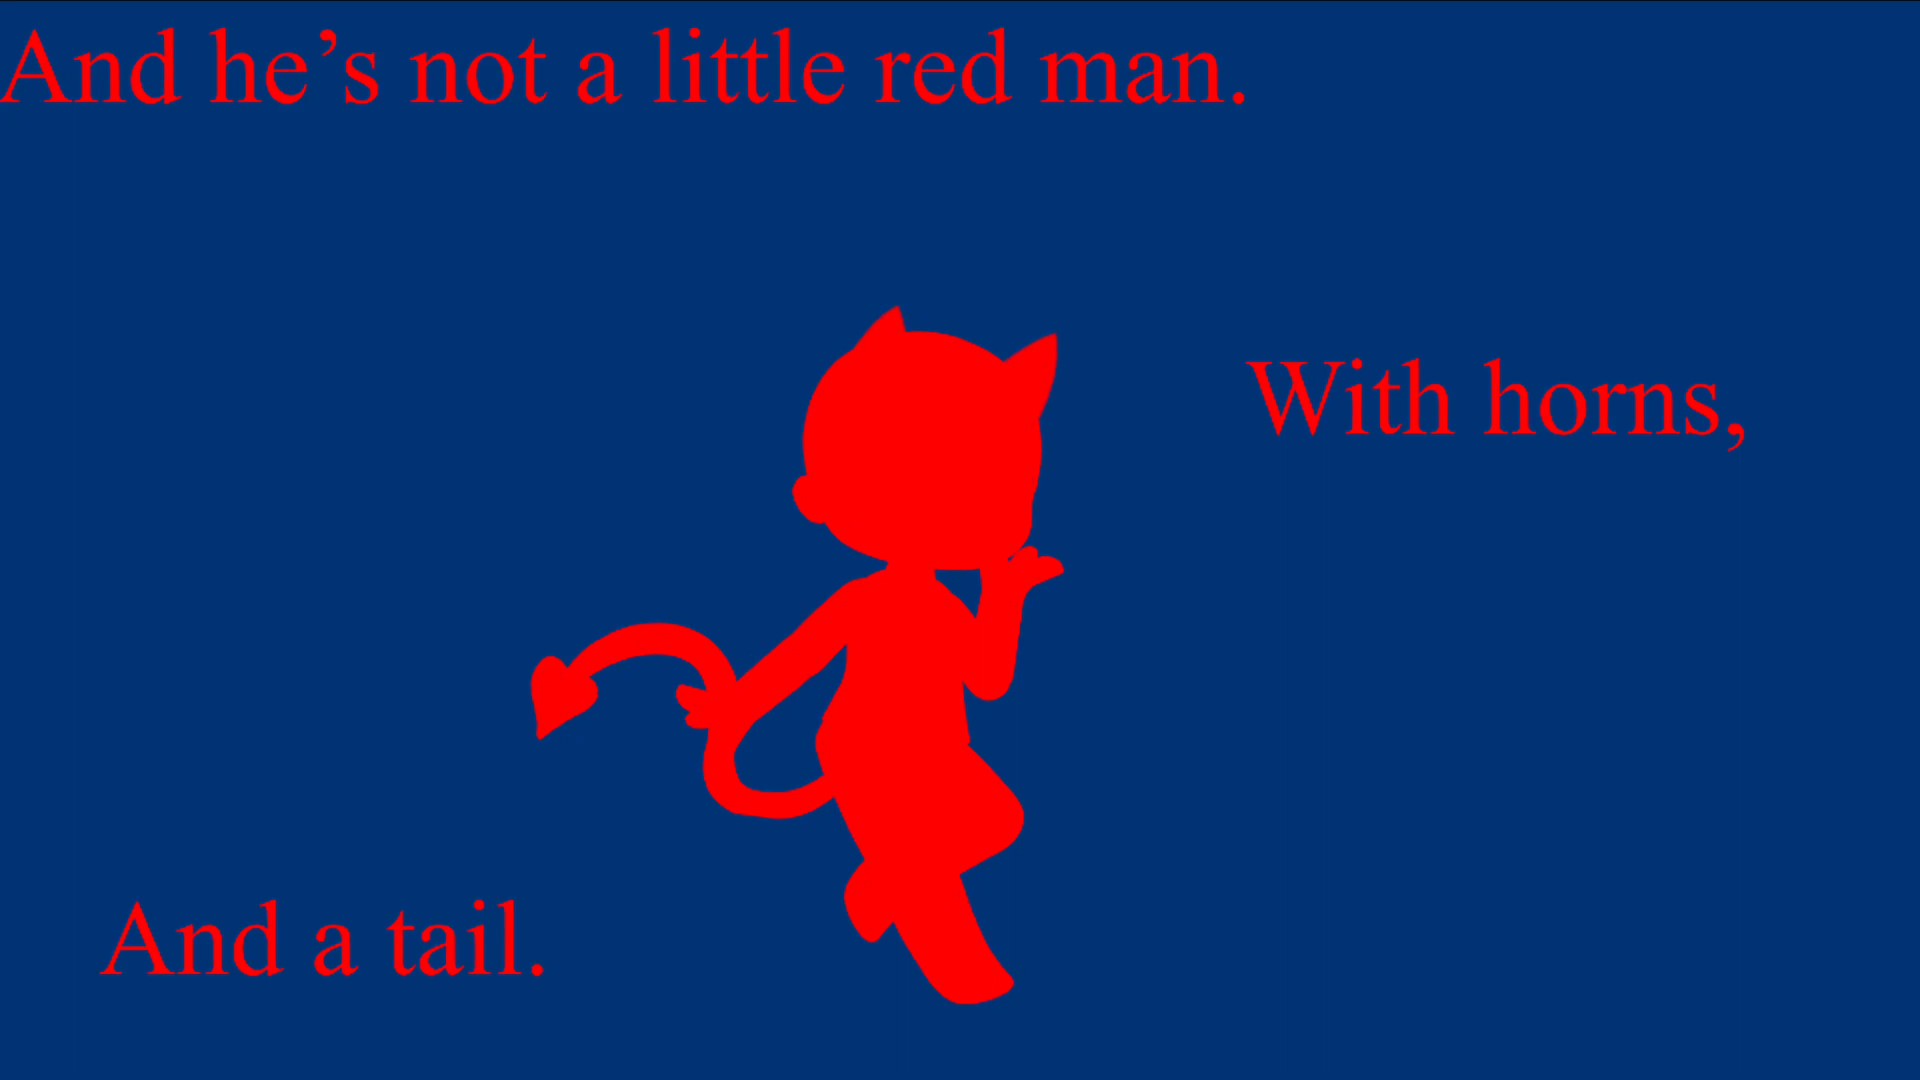 And he’s not a little red man.
With horns,
And a tail.